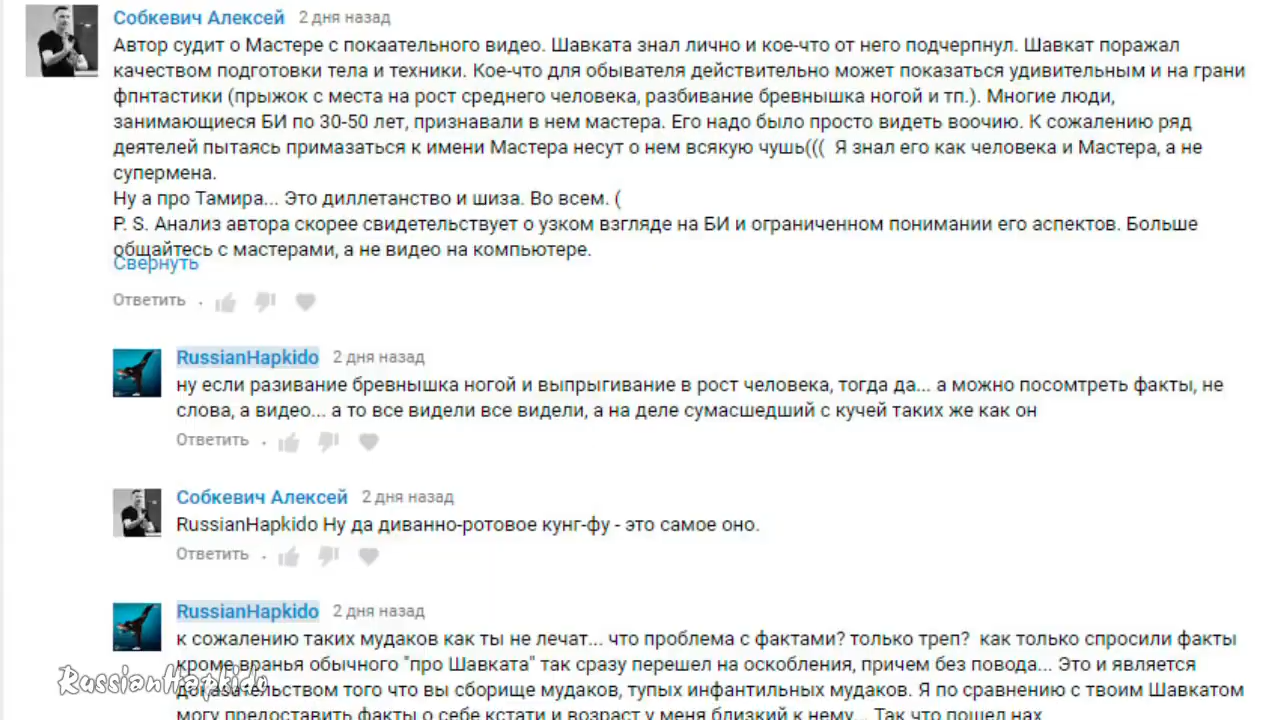 Собкевич Алексей 2 дня назад
Автор судит о Мастере с покаательного видео. Шавката знал лично и кое-что от него подчерпнул. Шавкат поражал
качеством подготовки тела и техники. Кое-что для обывателя действительно может показаться удивительным и на грани
фпнтастики (прыжок с места на рост среднего человека, разбивание бревнышка ногой и тп.). Многие люди,
занимающиеся БИ по 30-50 лет, признавали в нем мастера. Его надо было просто видеть воочию. К сожалению ряд
деятелей пытаясь примазаться к имени Мастера несут о нем всякую чушь((( Я знал его как человека и Мастера, а не
супермена.
Ну а про Тамира... Это диллетанство и шиза. Во всем. (
P. S. Анализ автора скорее свидетельствует о узком взгляде на БИ и ограниченном понимании его аспектов. Больше
общайтесь с мастерами, а не видео на компьютере.
Свернуть
Ответить .
RussianHapkido 2 дня назад
ну если разивание бревнышка ногой и выпрыгивание в рост человека, тогда да... а можно посомтреть факты, не
слова, а видео... а то все видели все видели, а на деле сумасшедший с кучей таких же как он
Ответить .
Собкевич Алексей 2 дня назад
RussianHapkido Ну да диванно-ротовое кунг-фу - это самое оно.
Ответить .
RussianHapkido 2 дня назад
к сожалению таких мудаков как ты не лечат... что проблема с фактами? только треп? как только спросили факты
кроме вранья обычного "про Шавката" так сразу перешел на оскобления, причем без повода... Это и является
доказательством того что вы сборище мудаков, тупых инфантильных мудаков. Я по сравнению с твоим Шавкатом
могу предоставить факты о себе кстати и возраст у меня близкий к нему... Так что пошел нах
RussianHapkido